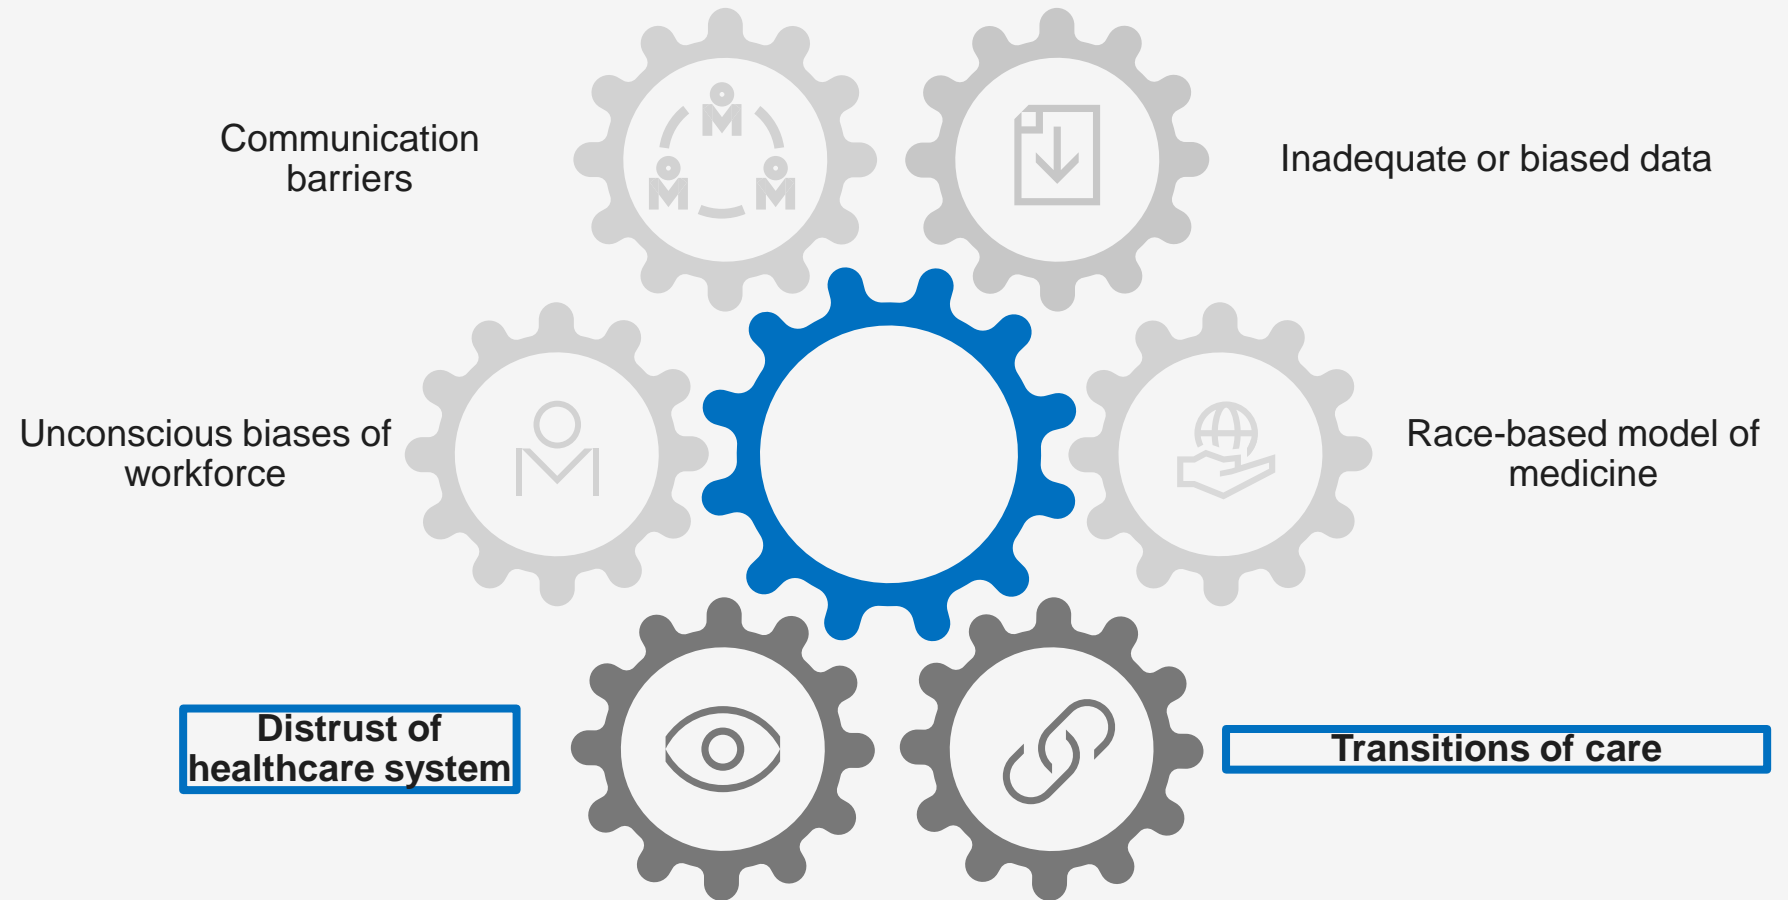 Communication
barriers
Inadequate or biased data
Unconscious biases of
workforce
Race-based model of
medicine
Distrust of
healthcare system
Transitions of care